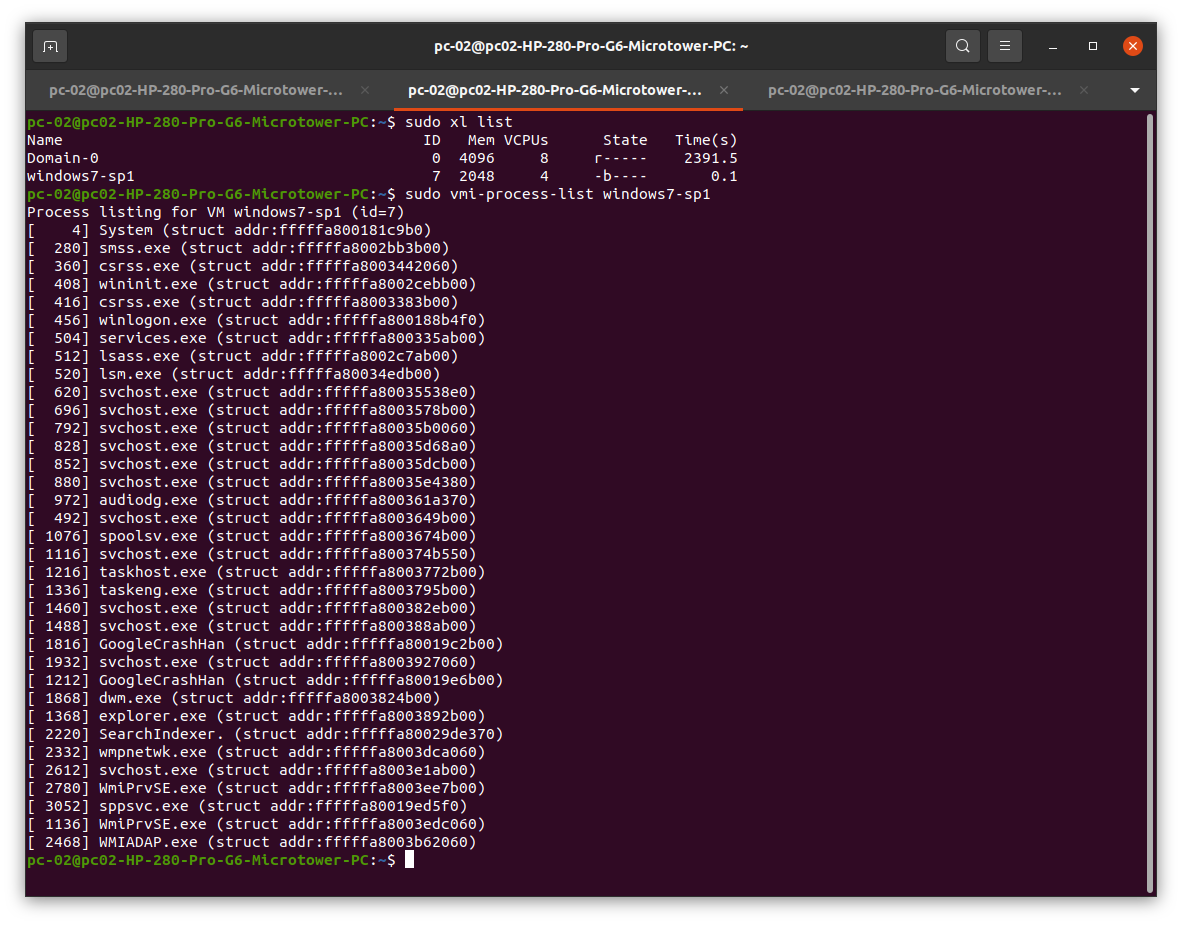 pc-02@pc02-HP-280-Pro-G6-Microtower-PC: ~
pc-02@pc02-HP-280-Pro-G6-Microtower-... pc-02@pc02-HP-280-Pro-G6-Microtower-... pc-02@pc02-HP-280-Pro-G6-Microtower-...
pc-02@pc02-HP-280-Pro-G6-Microtower-PC:~$ sudo xl list
Name                                        ID   Mem VCPUs      State   Time(s)
Domain-0                                     0  4096     8     r-----    2391.5
windows7-sp1                                 7  2048     4     -b----       0.1
pc-02@pc02-HP-280-Pro-G6-Microtower-PC:~$ sudo vmi-process-list windows7-sp1
Process listing for VM windows7-sp1 (id=7)
[    4] System (struct addr:fffffa800181c9b0)
[  280] smss.exe (struct addr:fffffa8002bb3b00)
[  360] csrss.exe (struct addr:fffffa8003442060)
[  408] wininit.exe (struct addr:fffffa8002cebb00)
[  416] csrss.exe (struct addr:fffffa8003383b00)
[  456] winlogon.exe (struct addr:fffffa800188b4f0)
[  504] services.exe (struct addr:fffffa800335ab00)
[  512] lsass.exe (struct addr:fffffa8002c7ab00)
[  520] lsm.exe (struct addr:fffffa80034edb00)
[  620] svchost.exe (struct addr:fffffa80035538e0)
[  696] svchost.exe (struct addr:fffffa8003578b00)
[  792] svchost.exe (struct addr:fffffa80035b0060)
[  828] svchost.exe (struct addr:fffffa80035d68a0)
[  852] svchost.exe (struct addr:fffffa80035dcb00)
[  880] svchost.exe (struct addr:fffffa80035e4380)
[  972] audiodg.exe (struct addr:fffffa800361a370)
[  492] svchost.exe (struct addr:fffffa8003649b00)
[ 1076] spoolsv.exe (struct addr:fffffa8003674b00)
[ 1116] svchost.exe (struct addr:fffffa800374b550)
[ 1216] taskhost.exe (struct addr:fffffa8003772b00)
[ 1336] taskeng.exe (struct addr:fffffa8003795b00)
[ 1460] svchost.exe (struct addr:fffffa800382eb00)
[ 1488] svchost.exe (struct addr:fffffa800388ab00)
[ 1816] GoogleCrashHan (struct addr:fffffa80019c2b00)
[ 1932] svchost.exe (struct addr:fffffa8003927060)
[ 1212] GoogleCrashHan (struct addr:fffffa80019e6b00)
[ 1868] dwm.exe (struct addr:fffffa8003824b00)
[ 1368] explorer.exe (struct addr:fffffa8003892b00)
[ 2220] SearchIndexer. (struct addr:fffffa80029de370)
[ 2332] wmpnetwk.exe (struct addr:fffffa8003dca060)
[ 2612] svchost.exe (struct addr:fffffa8003e1ab00)
[ 2780] WmiPrvSE.exe (struct addr:fffffa8003ee7b00)
[ 3052] sppsvc.exe (struct addr:fffffa80019ed5f0)
[ 1136] WmiPrvSE.exe (struct addr:fffffa8003edc060)
[ 2468] WMIADAP.exe (struct addr:fffffa8003b62060)
pc-02@pc02-HP-280-Pro-G6-Microtower-PC:~$